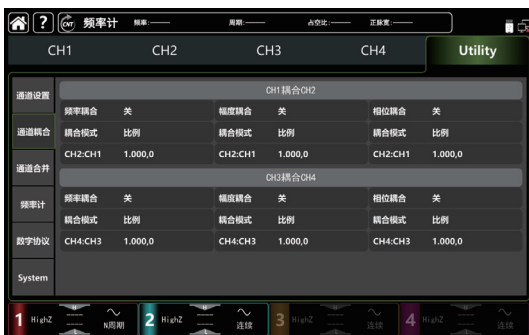 ? CNT 频率计 频率:—— 周期:—— 占空比:—— 正脉宽:——
CH1 CH2 CH3 CH4 Utility
通道设置
通道耦合
通道合并
频率计
数字协议
System
CH1耦合CH2
频率耦合 关 幅度耦合 关 相位耦合 关
耦合模式 比例 耦合模式 比例 耦合模式 比例
CH2:CH1 1.000,0 CH2:CH1 1.000,0 CH2:CH1 1.000,0
CH3耦合CH4
频率耦合 关 幅度耦合 关 相位耦合 关
耦合模式 比例 耦合模式 比例 耦合模式 比例
CH4:CH3 1.000,0 CH4:CH3 1.000,0 CH4:CH3 1.000,0
1 HighZ N周期 2 HighZ 连续 3 HighZ 连续 4 HighZ 连续